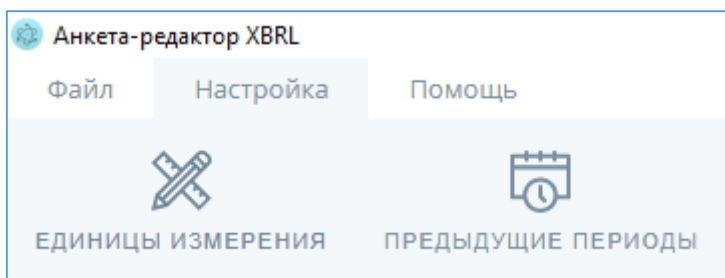 Анкета-редактор XBRL
Файл Настройка Помощь
ЕДИНИЦЫ ИЗМЕРЕНИЯ ПРЕДЫДУЩИЕ ПЕРИОДЫ